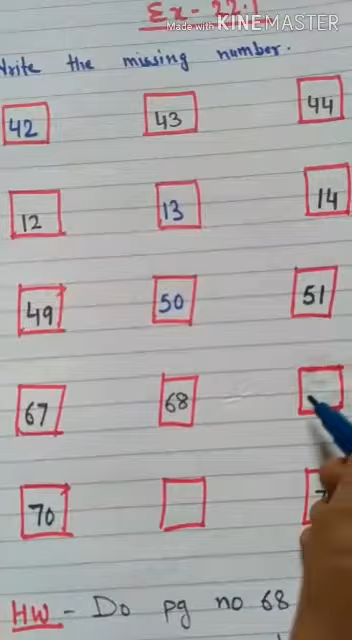 Ex - 22.1
Made with KINEMASTER
Write the missing number.
42 43 44
12 13 14
49 50 51
67 68
70
HW - Do pg no 68